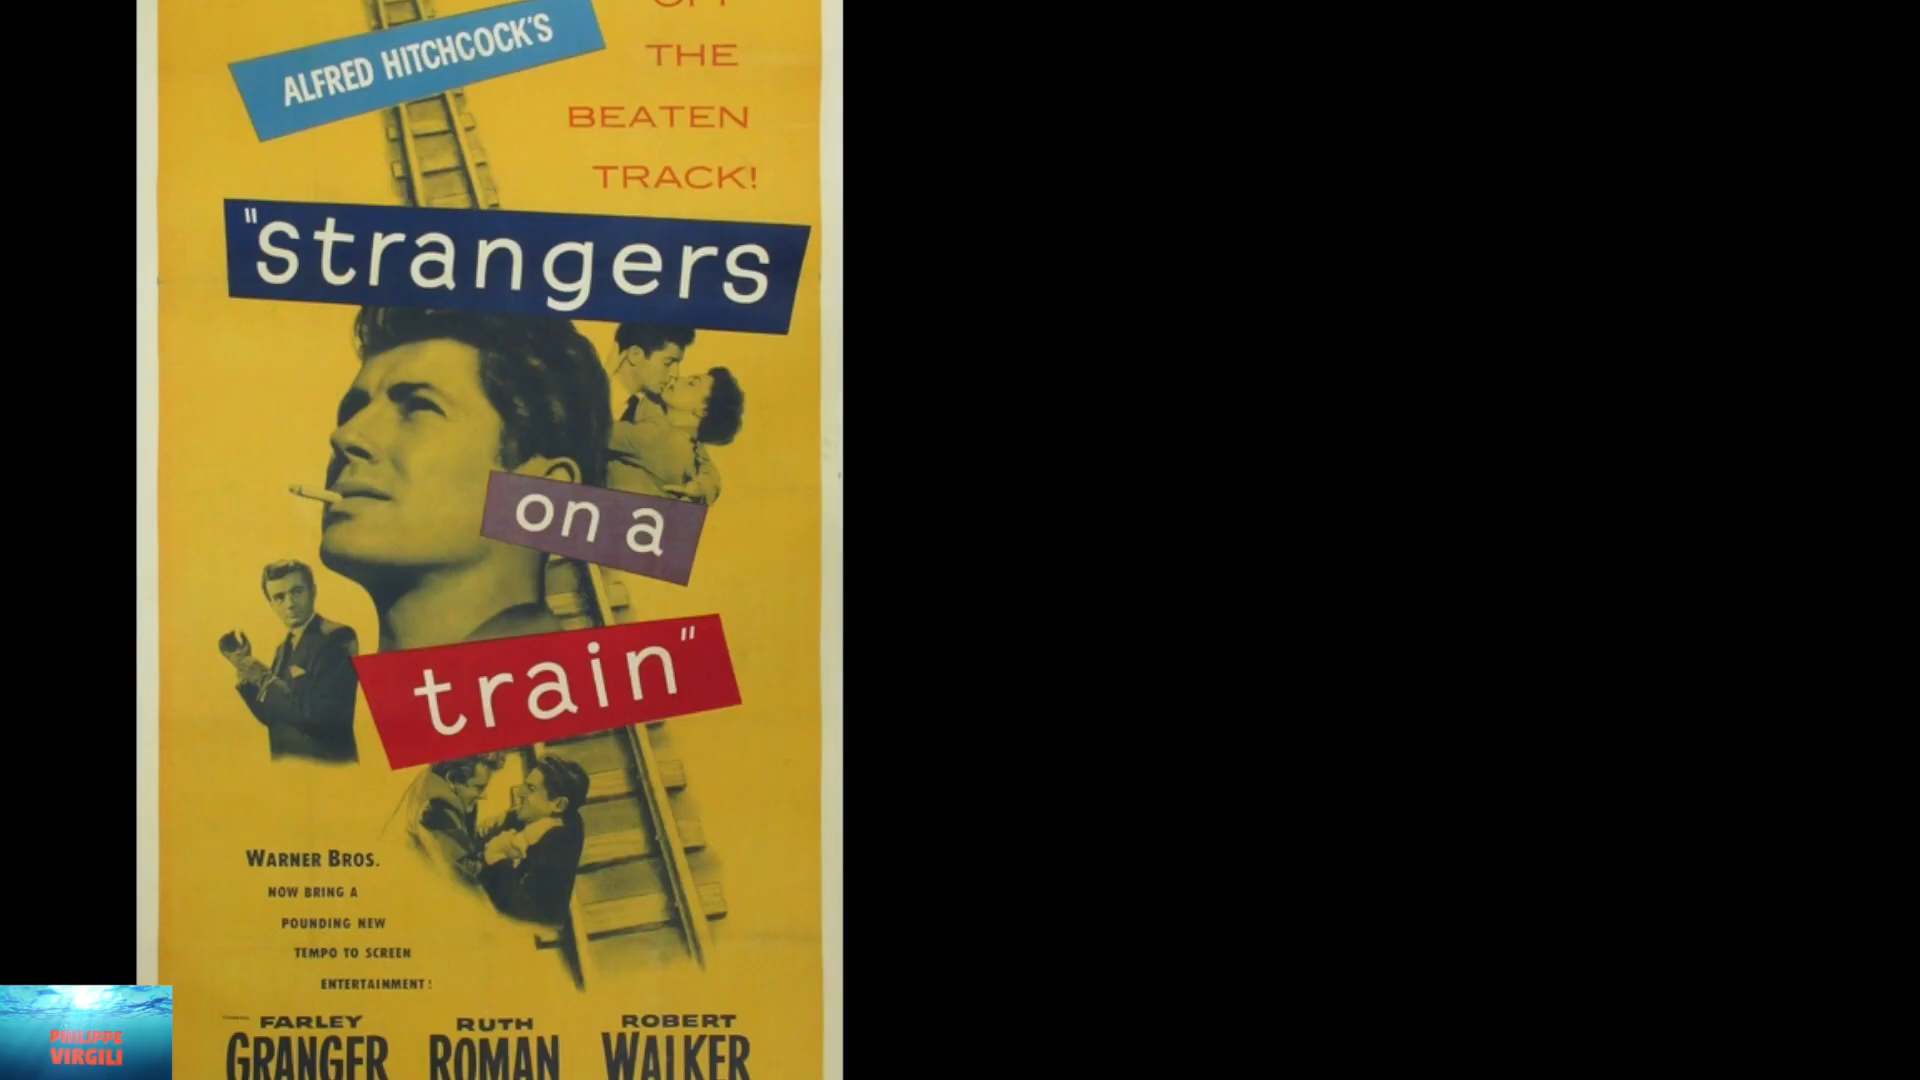 ALFRED HITCHCOCK'S
OFF
THE
BEATEN
TRACK!
"strangers
on a
train"
WARNER BROS.
NOW BRING A
POUNDING NEW
TEMPO TO SCREEN
ENTERTAINMENT!
FARLEY GRANGER
RUTH ROMAN
ROBERT WALKER
PHILIPPE
VIRGILI